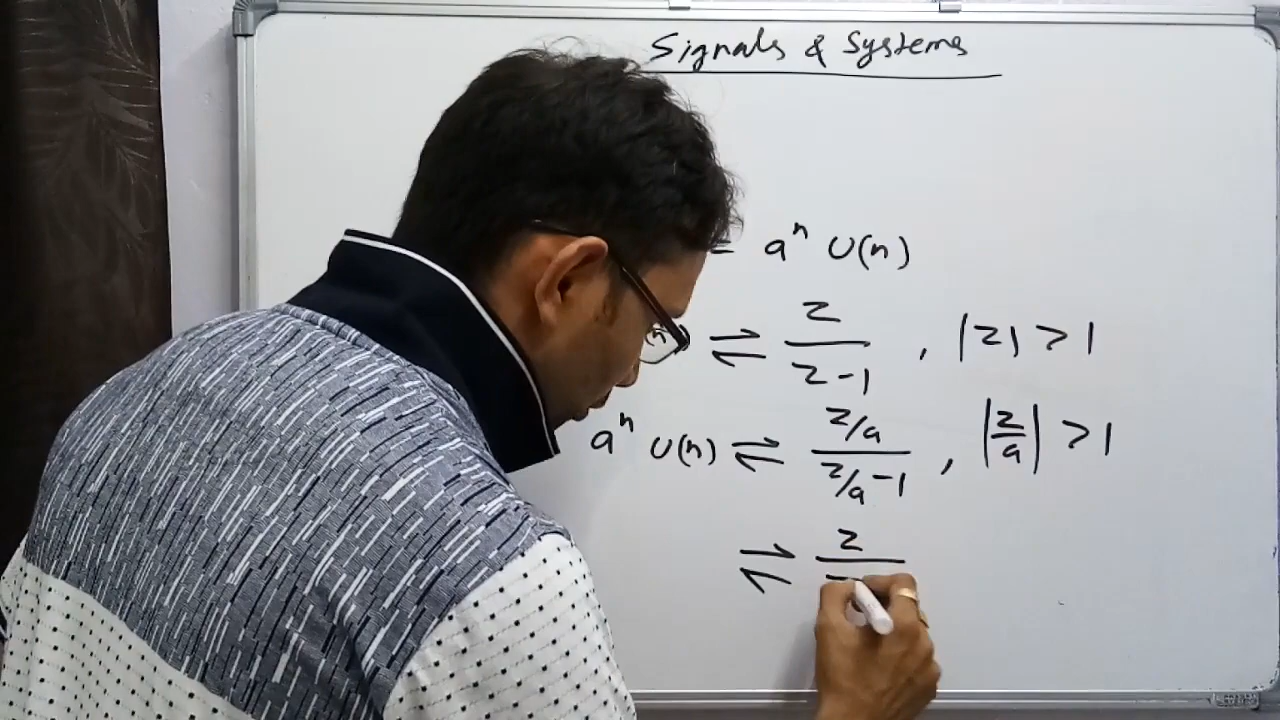 Signals & Systems
= aⁿ U(n)
(n) ⇌ z/(z-1) , |z| > 1
aⁿ U(n) ⇌ (z/a)/(z/a-1) , |z/a| > 1
⇌ z/